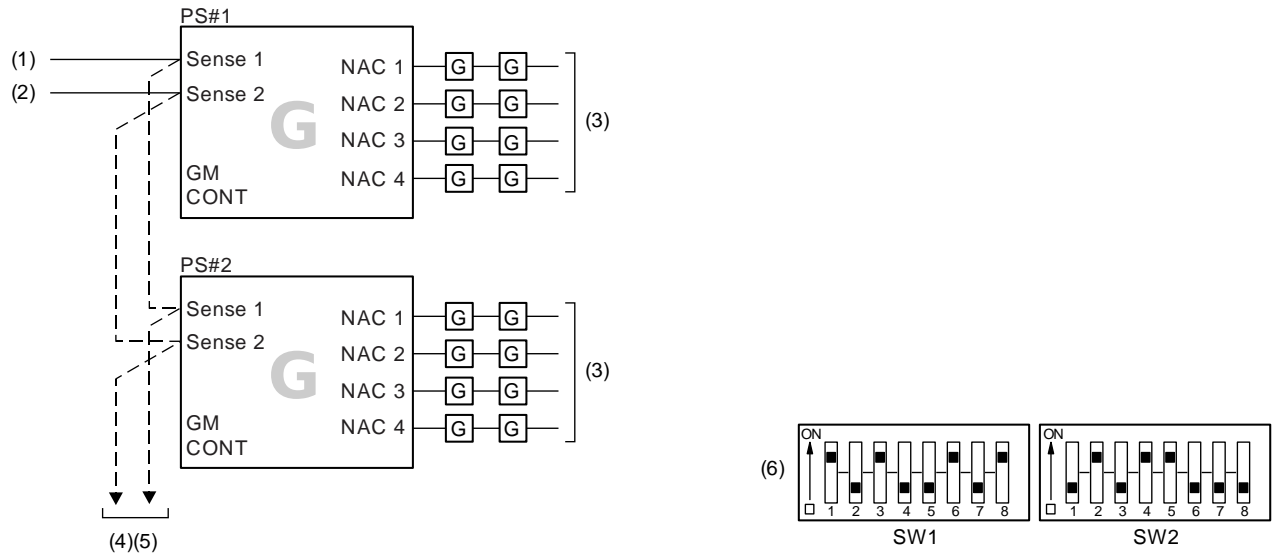 PS#1
(1)
Sense 1
(2)
Sense 2
G
GM
CONT
NAC 1
G G
NAC 2
G G
NAC 3
G G
NAC 4
G G
(3)
PS#2
Sense 1
Sense 2
G
GM
CONT
NAC 1
G G
NAC 2
G G
NAC 3
G G
NAC 4
G G
(3)
(4)(5)
(6)
ON
1 2 3 4 5 6 7 8
SW1
ON
1 2 3 4 5 6 7 8
SW2